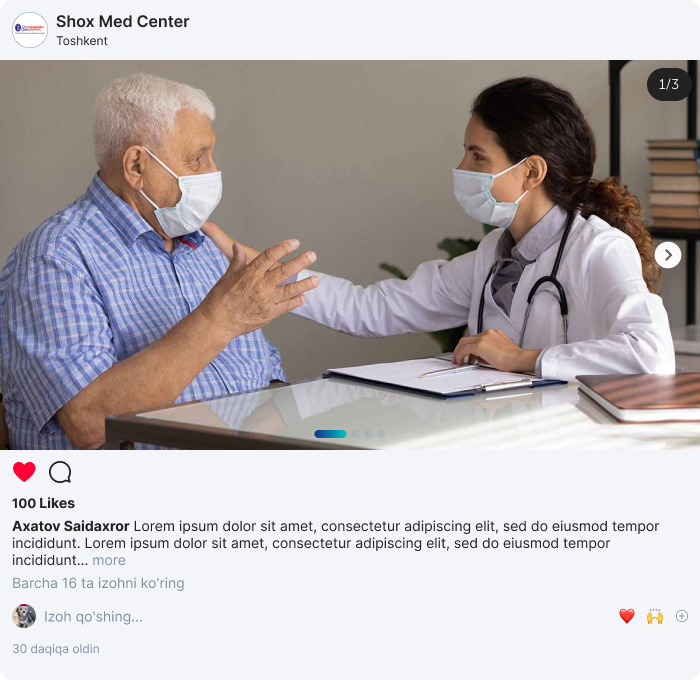 Shox Med Center
Toshkent
1/3
100 Likes
Axatov Saidaxror Lorem ipsum dolor sit amet, consectetur adipiscing elit, sed do eiusmod tempor
incididunt. Lorem ipsum dolor sit amet, consectetur adipiscing elit, sed do eiusmod tempor
incididunt... more
Barcha 16 ta izohni ko'ring
Izoh qo'shing...
30 daqiqa oldin